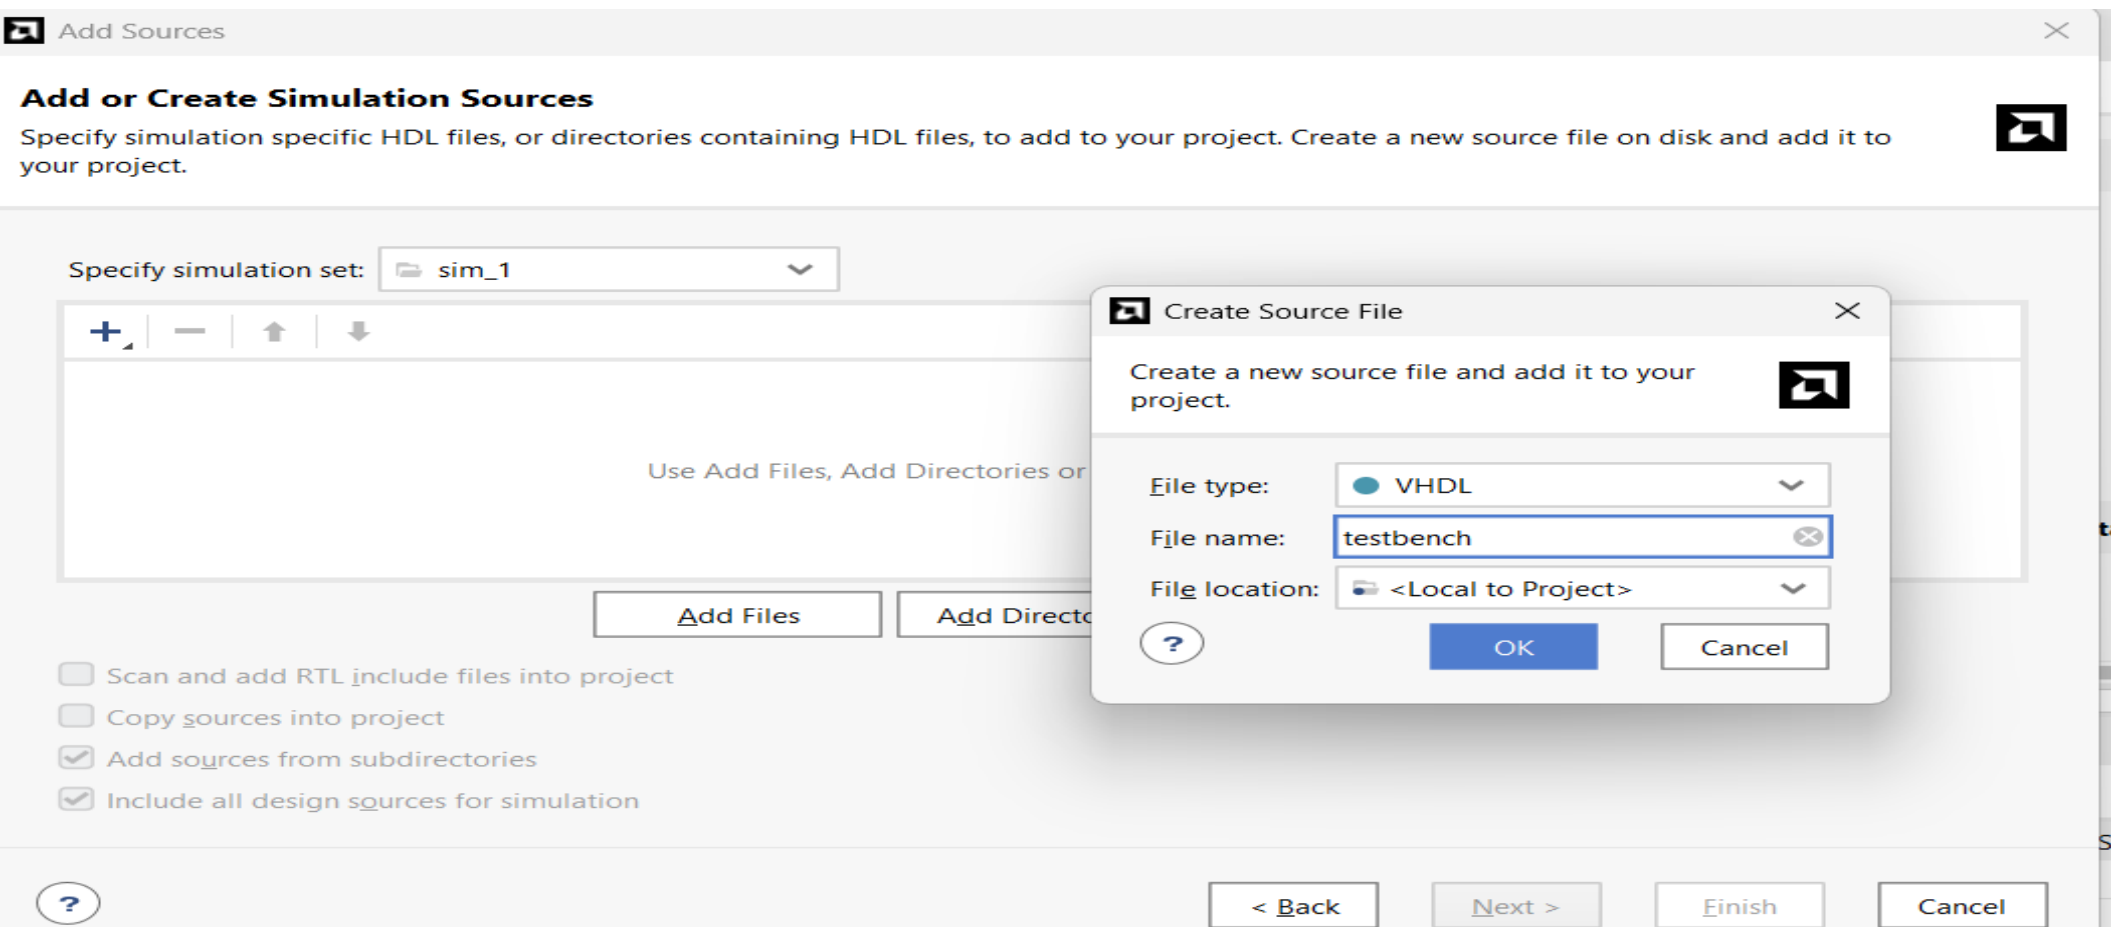 Add Sources
Add or Create Simulation Sources
Specify simulation specific HDL files, or directories containing HDL files, to add to your project. Create a new source file on disk and add it to
your project.
Specify simulation set: sim_1
Use Add Files, Add Directories or
Add Files
Add Directo
Scan and add RTL include files into project
Copy sources into project
Add sources from subdirectories
Include all design sources for simulation
? < Back Next > Finish Cancel
Create Source File
Create a new source file and add it to your
project.
File type: VHDL
File name: testbench
File location: <Local to Project>
? OK Cancel